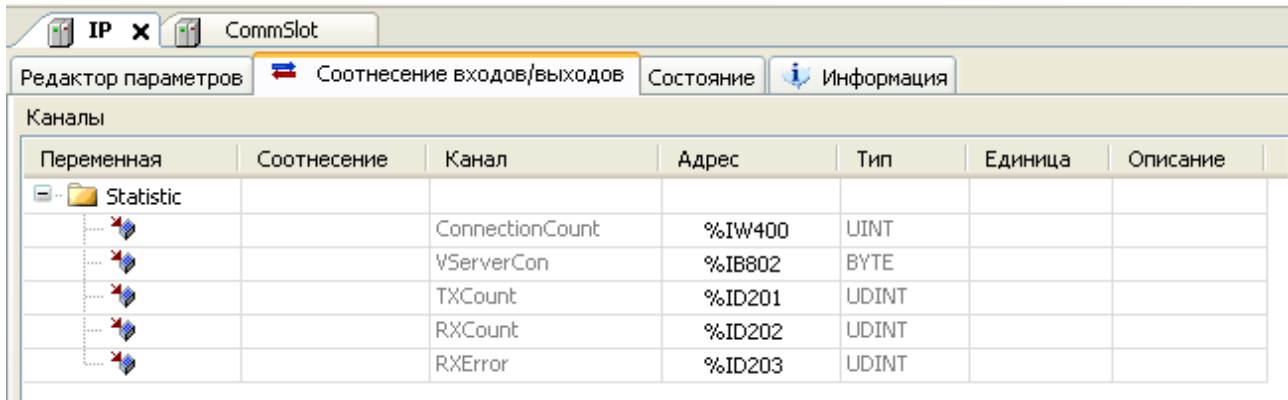 IP CommSlot
Редактор параметров Соотнесение входов/выходов Состояние Информация
Каналы
Переменная Соотнесение Канал Адрес Тип Единица Описание
Statistic
ConnectionCount %IW400 UINT
VServerCon %IB802 BYTE
TXCount %ID201 UDINT
RXCount %ID202 UDINT
RXError %ID203 UDINT